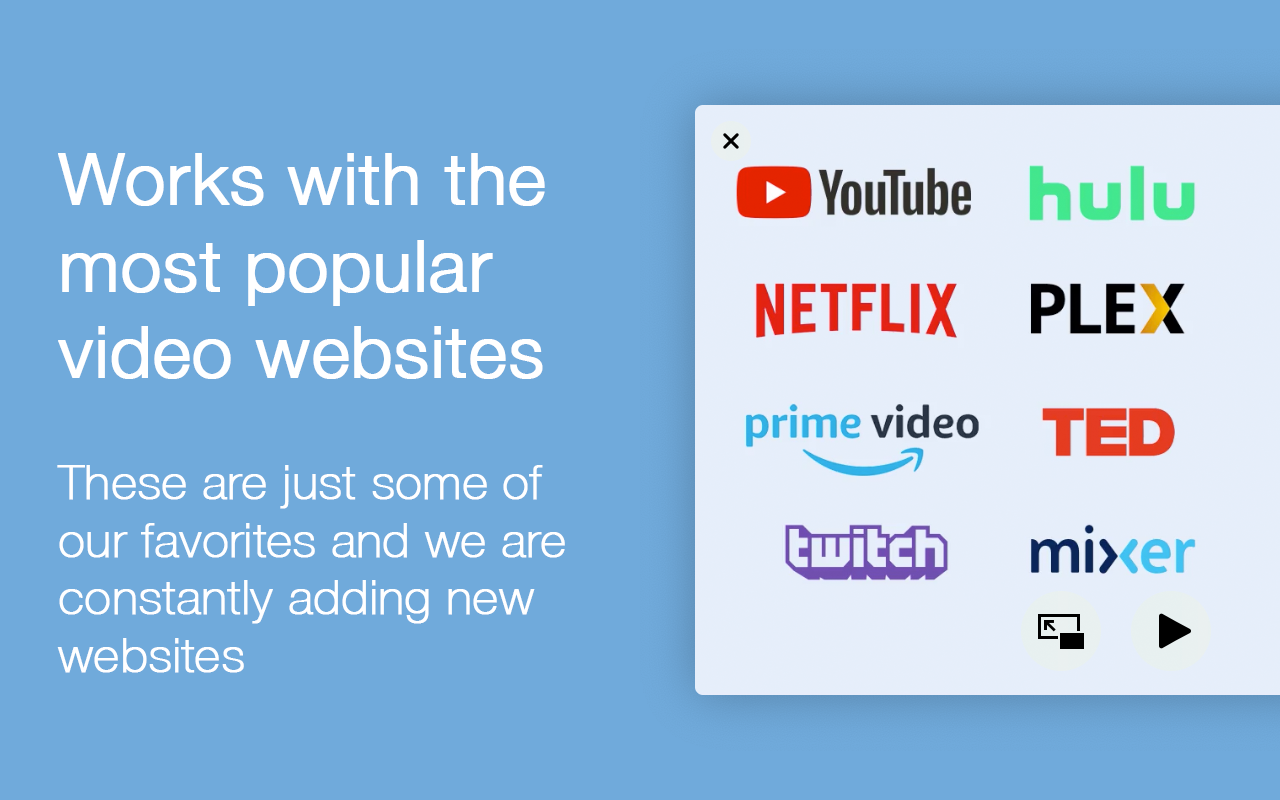 Works with the
most popular
video websites
These are just some of
our favorites and we are
constantly adding new
websites
YouTube hulu
NETFLIX PLEX
prime video TED
twitch mixer